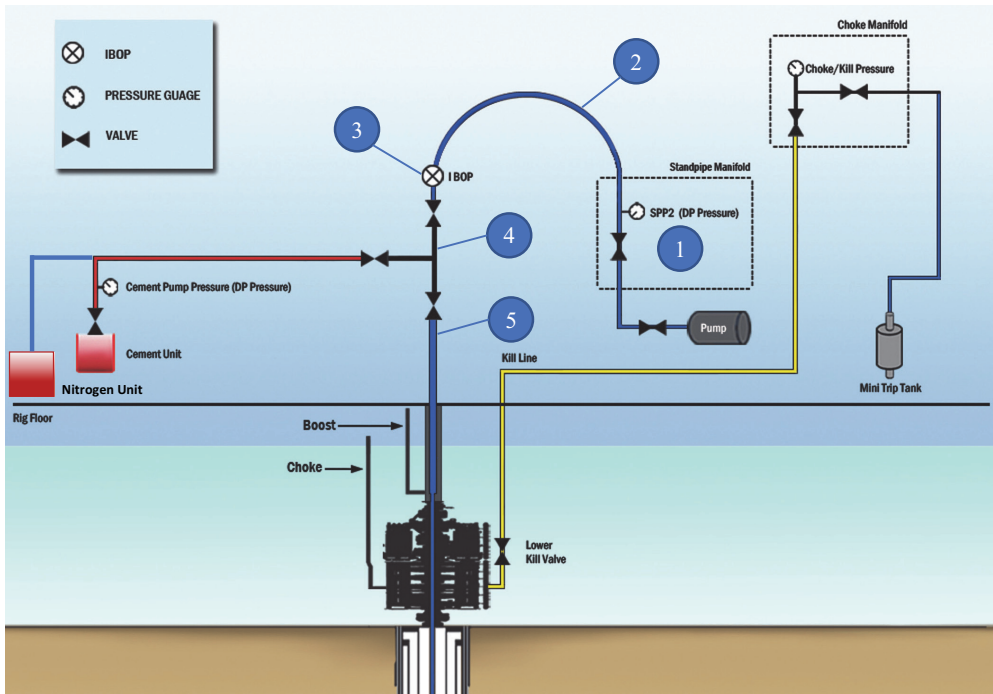 IBOP
PRESSURE GUAGE
VALVE
2
3
I BOP
Choke Manifold
Choke/Kill Pressure
Standpipe Manifold
SPP2 (DP Pressure)
1
4
Cement Pump Pressure (DP Pressure)
5
Pump
Cement Unit
Kill Line
Mini Trip Tank
Nitrogen Unit
Rig Floor
Boost
Choke
Lower
Kill Valve